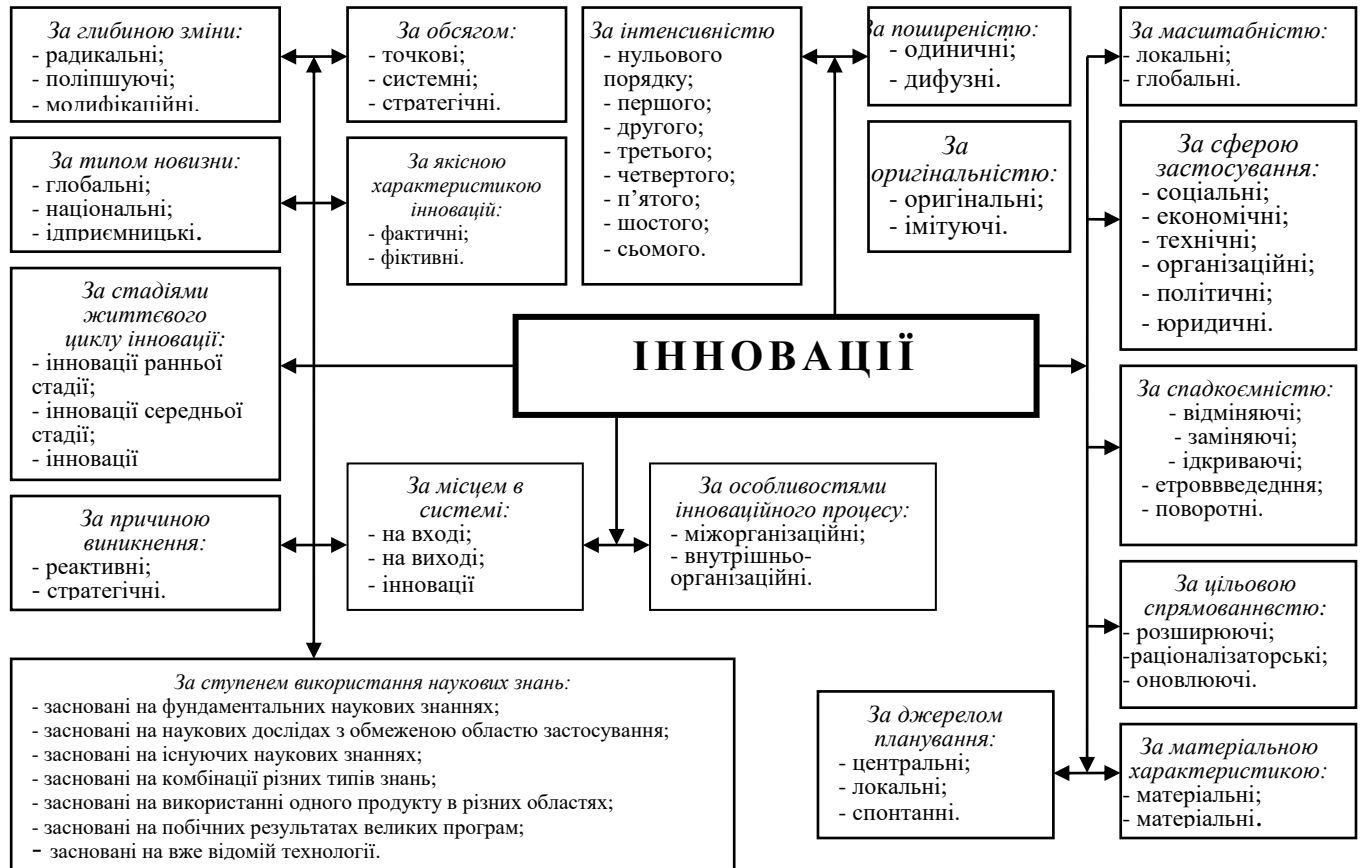 За глибиною зміни:
- радикальні;
- поліпшуючі;
- модифікаційні.
За обсягом:
- точкові;
- системні;
- стратегічні.
За інтенсивністю
- нульового
порядку;
- першого;
- другого;
- третього;
- четвертого;
- п’ятого;
- шостого;
- сьомого.
За поширеністю:
- одиничні;
- дифузні.
За масштабністю:
- локальні;
- глобальні.
За типом новизни:
- глобальні;
- національні;
- ідприємницькі.
За якісною
характеристикою
інновацій:
- фактичні;
- фіктивні.
За
оригінальністю:
- оригінальні;
- імітуючі.
За сферою
застосування:
- соціальні;
- економічні;
- технічні;
- організаційні;
- політичні;
- юридичні.
За стадіями
життєвого
циклу інновації:
- інновації ранньої
стадії;
- інновації середньої
стадії;
- інновації
ІННОВАЦІЇ
За спадкоємністю:
- відміняючі;
- заміняючі;
- ідкриваючі;
- етроввведедння;
- поворотні.
За причиною
виникнення:
- реактивні;
- стратегічні.
За місцем в
системі:
- на вході;
- на виході;
- інновації
За особливостями
інноваційного процесу:
- міжорганізаційні;
- внутрішньо-
організаційні.
За цільовою
спрямованнвстю:
- розширюючі;
-раціоналізаторські;
- оновлюючі.
За ступенем використання наукових знань:
- засновані на фундаментальних наукових знаннях;
- засновані на наукових дослідах з обмеженою областю застосування;
- засновані на існуючих наукових знаннях;
- засновані на комбінації різних типів знань;
- засновані на використанні одного продукту в різних областях;
- засновані на побічних результатах великих програм;
- засновані на вже відомій технології.
За джерелом
планування:
- центральні;
- локальні;
- спонтанні.
За матеріальною
характеристикою:
- матеріальні;
- матеріальні.